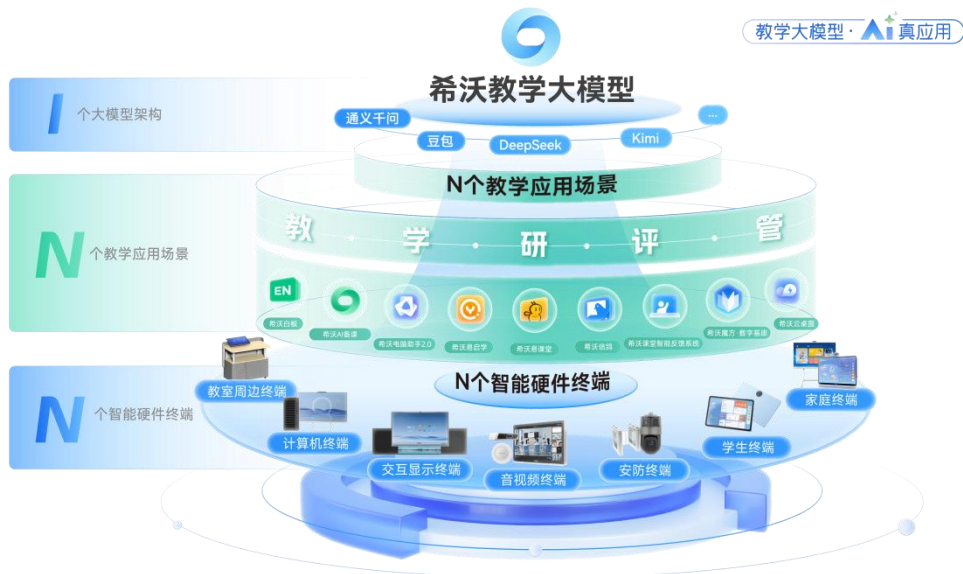 教学大模型· Ai 真应用
希沃教学大模型
1 个大模型架构
通义千问
豆包
DeepSeek
Kimi
...
N个教学应用场景
N 个教学应用场景
教·学·研·评·管
EN
希沃白板
希沃AI备课
希沃电脑助手2.0
希沃易启学
希沃易课堂
希沃信鸽
希沃课堂智能反馈系统
希沃魔方·数字基座
希沃云桌面
N 个智能硬件终端
N个智能硬件终端
教室周边终端
计算机终端
交互显示终端
音视频终端
安防终端
学生终端
家庭终端